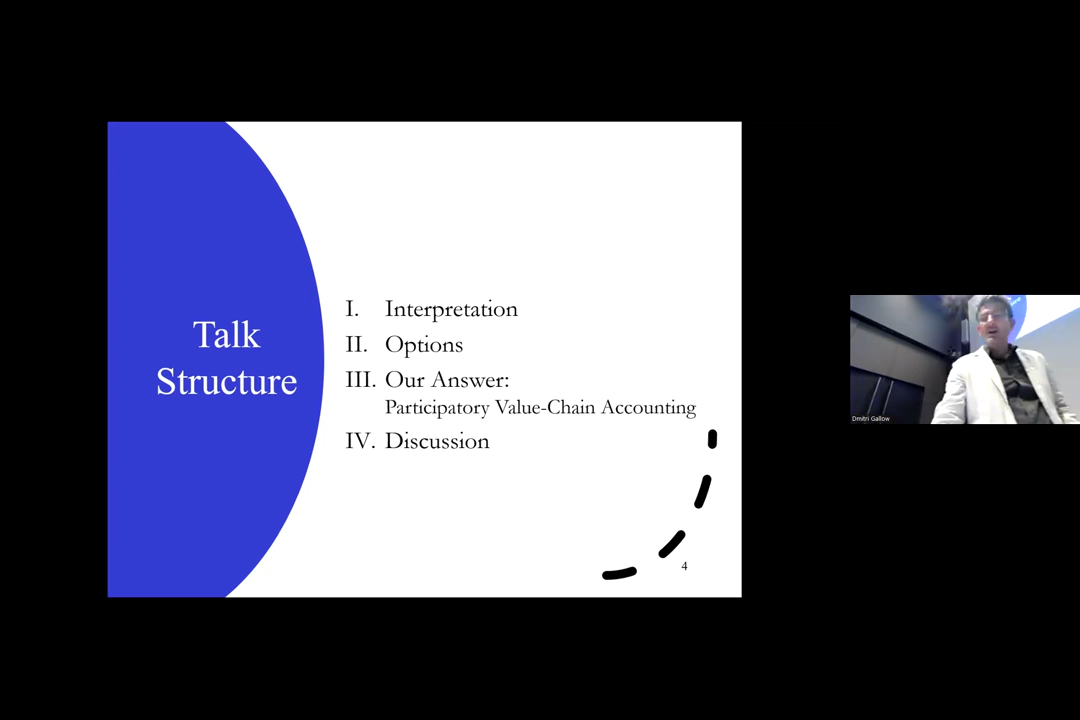 Talk
Structure
I. Interpretation
II. Options
III. Our Answer:
Participatory Value-Chain Accounting
IV. Discussion
4
Dmitri Gallow